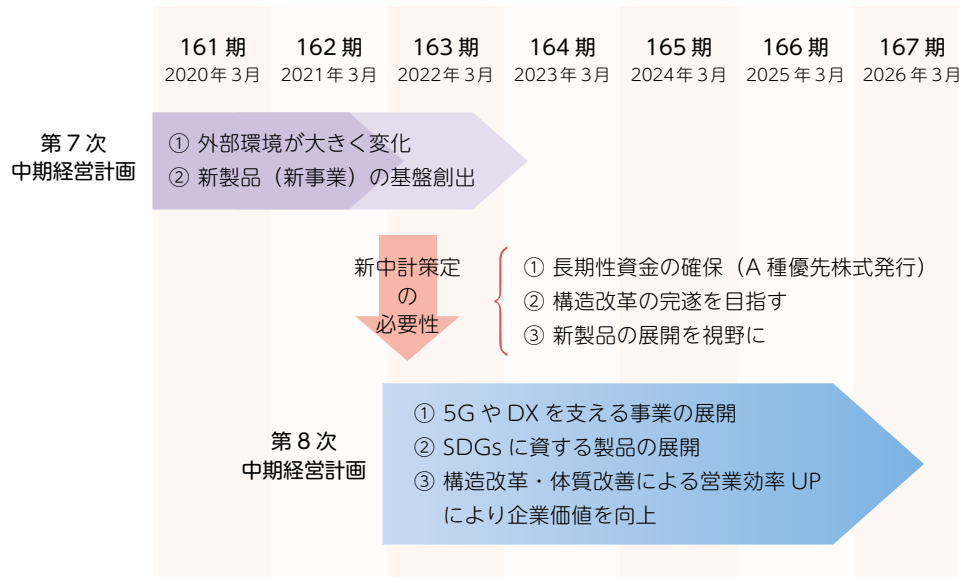 161期 162期 163期 164期 165期 166期 167期
2020年3月 2021年3月 2022年3月 2023年3月 2024年3月 2025年3月 2026年3月
第7次
中期経営計画
① 外部環境が大きく変化
② 新製品（新事業）の基盤創出
新中計策定
の
必要性
① 長期性資金の確保（A種優先株式発行）
② 構造改革の完遂を目指す
③ 新製品の展開を視野に
第8次
中期経営計画
① 5GやDXを支える事業の展開
② SDGsに資する製品の展開
③ 構造改革・体質改善による営業効率UP
により企業価値を向上